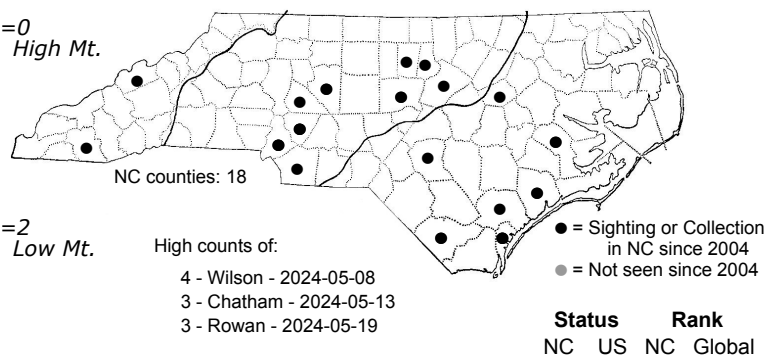 =0
High Mt.
NC counties: 18
=2
Low Mt.
High counts of:
4 - Wilson - 2024-05-08
3 - Chatham - 2024-05-13
3 - Rowan - 2024-05-19
● = Sighting or Collection
in NC since 2004
● = Not seen since 2004
Status Rank
NC US NC Global